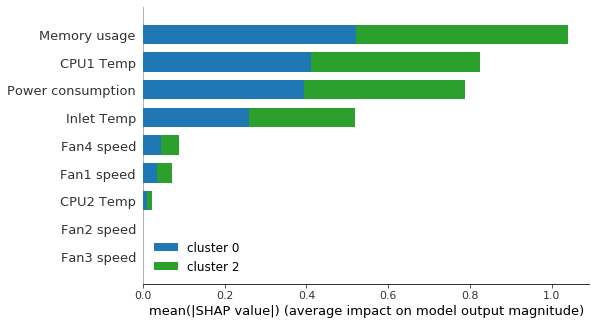 Memory usage
CPU1 Temp
Power consumption
Inlet Temp
Fan4 speed
Fan1 speed
CPU2 Temp
Fan2 speed
Fan3 speed
cluster 0
cluster 2
0.0 0.2 0.4 0.6 0.8 1.0
mean(|SHAP value|) (average impact on model output magnitude)